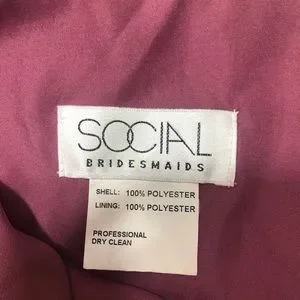 SOCIAL
BRIDESMAIDS
SHELL: 100% POLYESTER
LINING: 100% POLYESTER
PROFESSIONAL
DRY CLEAN